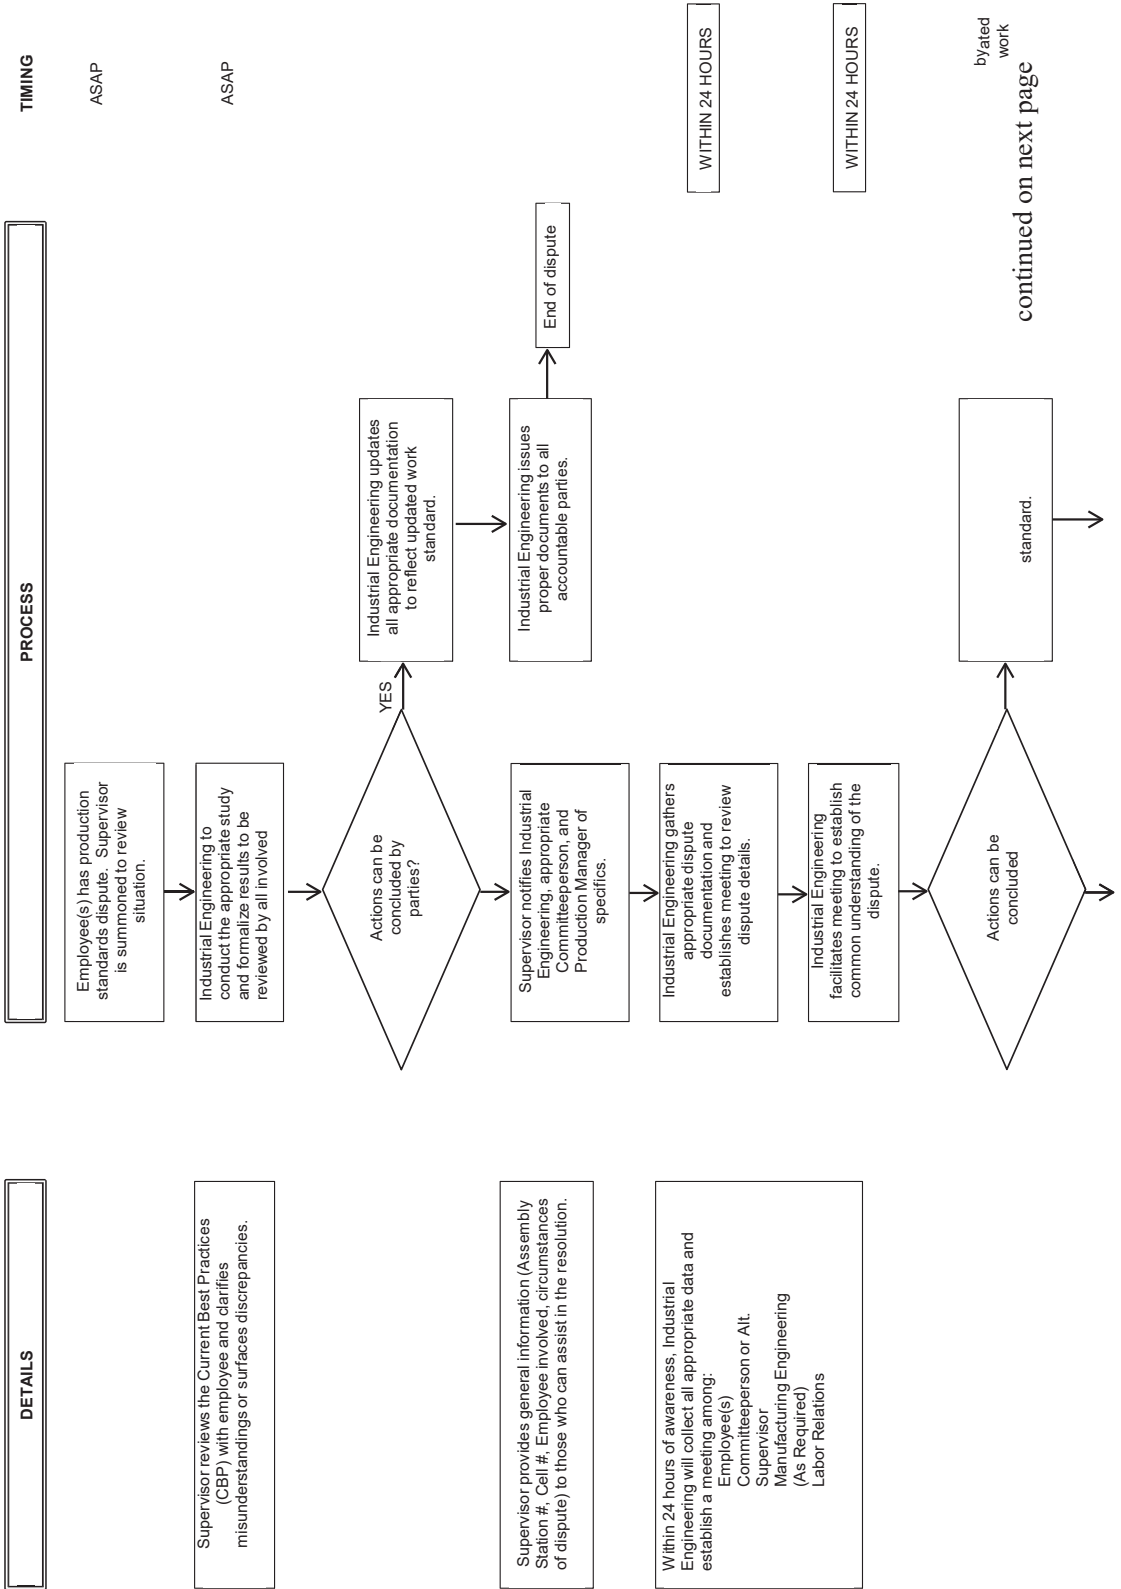 DETAILS
PROCESS
TIMING
Employee(s) has production
standards dispute.  Supervisor
is summoned to review
situation.
ASAP
Supervisor reviews the Current Best Practices
(CBP) with employee and clarifies
misunderstandings or surfaces discrepancies.
Industrial Engineering to
conduct the appropriate study
and formalize results to be
reviewed by all involved
ASAP
Actions can be
concluded by
parties?
YES
Industrial Engineering updates
all appropriate documentation
to reflect updated work
standard.
Industrial Engineering issues
proper documents to all
accountable parties.
End of dispute
Supervisor provides general information (Assembly
Station #, Cell #, Employee involved, circumstances
of dispute) to those who can assist in the resolution.
Supervisor notifies Industrial
Engineering, appropriate
Committeeperson, and
Production Manager of
specifics.
Within 24 hours of awareness, Industrial
Engineering will collect all appropriate data and
establish a meeting among:
Employee(s)
Committeeperson or Alt.
Supervisor
Manufacturing Engineering
(As Required)
Labor Relations
Industrial Engineering gathers
appropriate dispute
documentation and
establishes meeting to review
dispute details.
WITHIN 24 HOURS
Industrial Engineering
facilitates meeting to establish
common understanding of the
dispute.
WITHIN 24 HOURS
Actions can be
concluded
standard.
byated
work
continued on next page